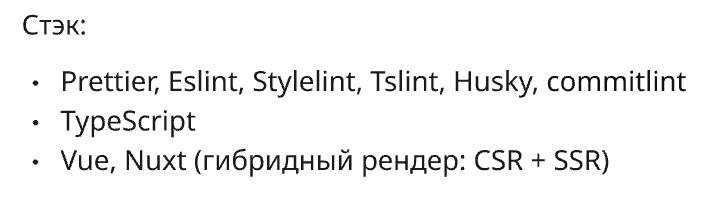 Стэк:
• Prettier, Eslint, Stylelint, Tslint, Husky, commitlint
• TypeScript
• Vue, Nuxt (гибридный рендер: CSR + SSR)